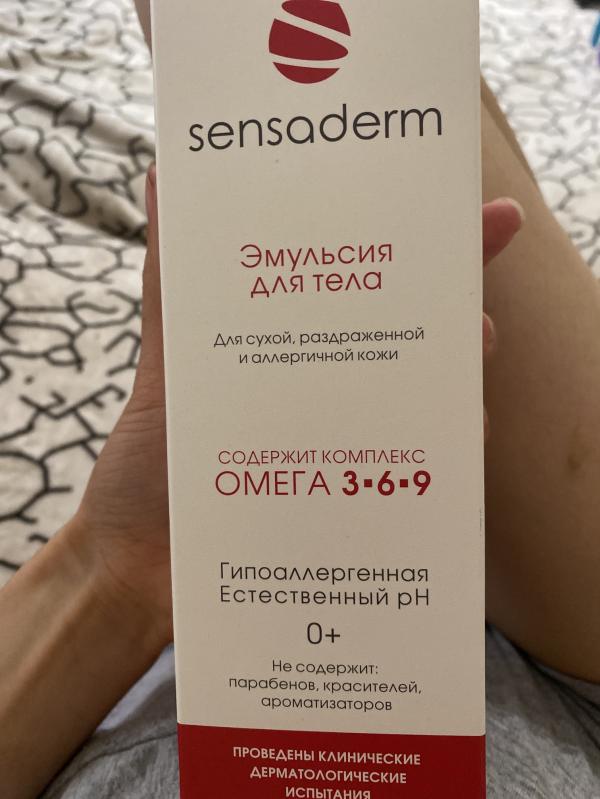 sensaderm
Эмульсия
для тела
Для сухой, раздраженной
и аллергичной кожи
СОДЕРЖИТ КОМПЛЕКС
ОМЕГА 3▪6▪9
Гипоаллергенная
Естественный pH
0+
Не содержит:
парабенов, красителей,
ароматизаторов
ПРОВЕДЕНЫ КЛИНИЧЕСКИЕ
ДЕРМАТОЛОГИЧЕСКИЕ
ИСПЫТАНИЯ